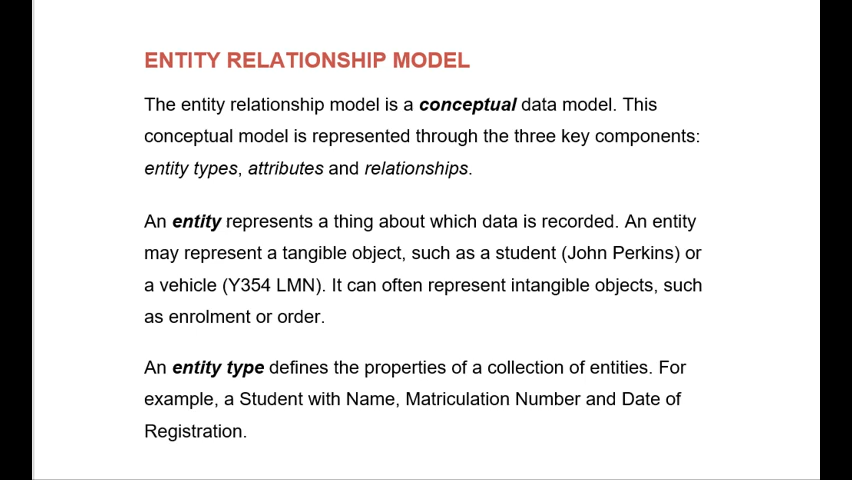 ENTITY RELATIONSHIP MODEL
The entity relationship model is a conceptual data model. This
conceptual model is represented through the three key components:
entity types, attributes and relationships.
An entity represents a thing about which data is recorded. An entity
may represent a tangible object, such as a student (John Perkins) or
a vehicle (Y354 LMN). It can often represent intangible objects, such
as enrolment or order.
An entity type defines the properties of a collection of entities. For
example, a Student with Name, Matriculation Number and Date of
Registration.